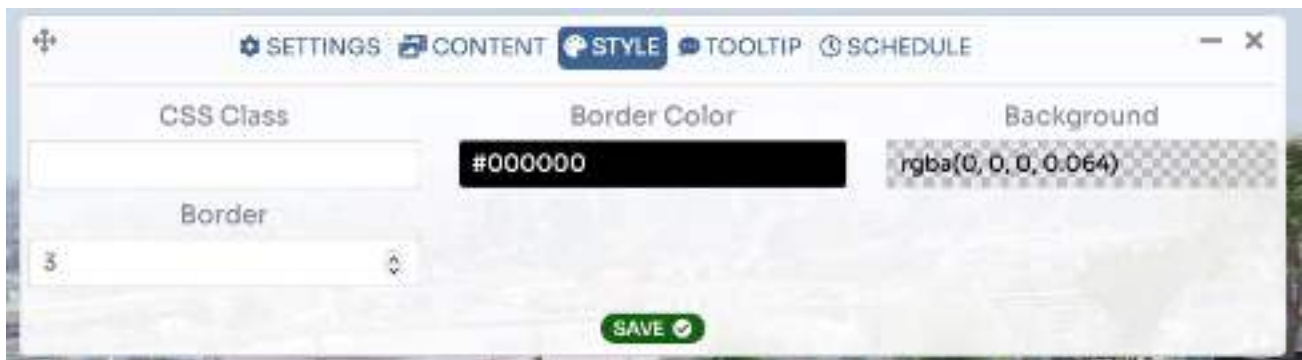 SETTINGS CONTENT STYLE TOOLTIP SCHEDULE
CSS Class Border Color Background
#000000 rgba(0, 0, 0, 0.064)
Border
3
SAVE